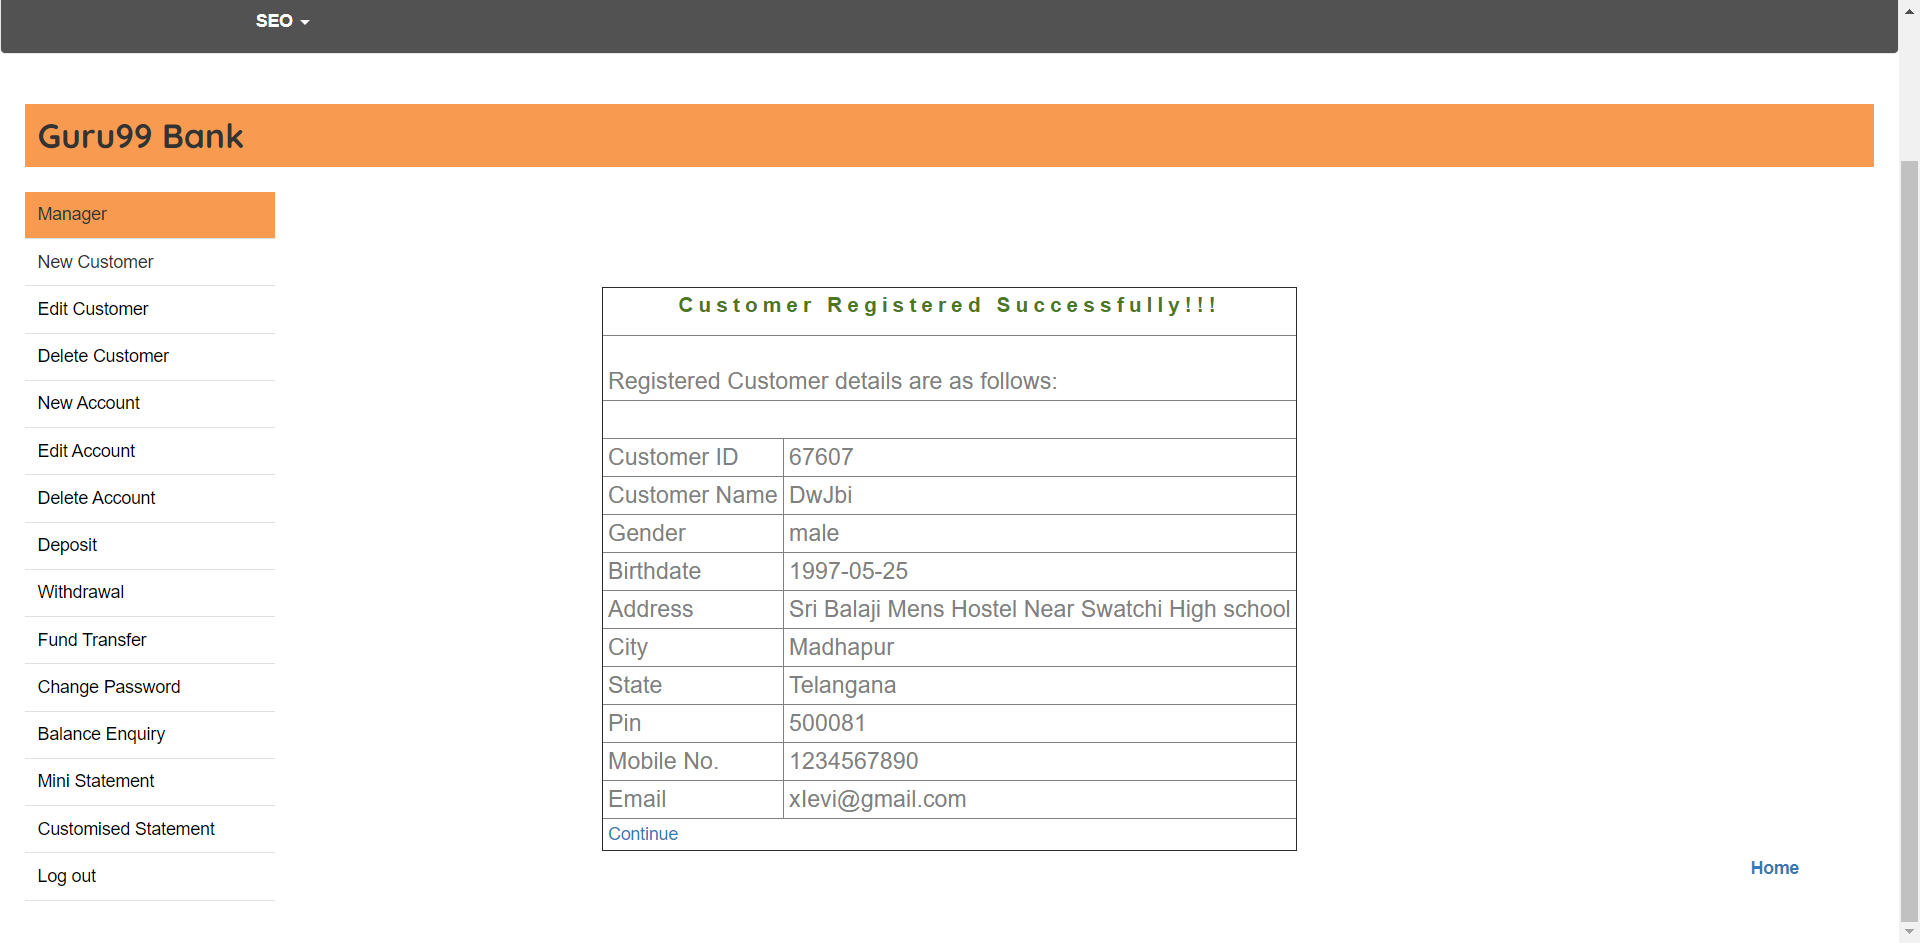 SEO
Guru99 Bank
Manager
New Customer
Edit Customer
Delete Customer
New Account
Edit Account
Delete Account
Deposit
Withdrawal
Fund Transfer
Change Password
Balance Enquiry
Mini Statement
Customised Statement
Log out
Customer Registered Successfully!!!
Registered Customer details are as follows:
Customer ID 67607
Customer Name DwJbi
Gender male
Birthdate 1997-05-25
Address Sri Balaji Mens Hostel Near Swatchi High school
City Madhapur
State Telangana
Pin 500081
Mobile No. 1234567890
Email xlevi@gmail.com
Continue
Home